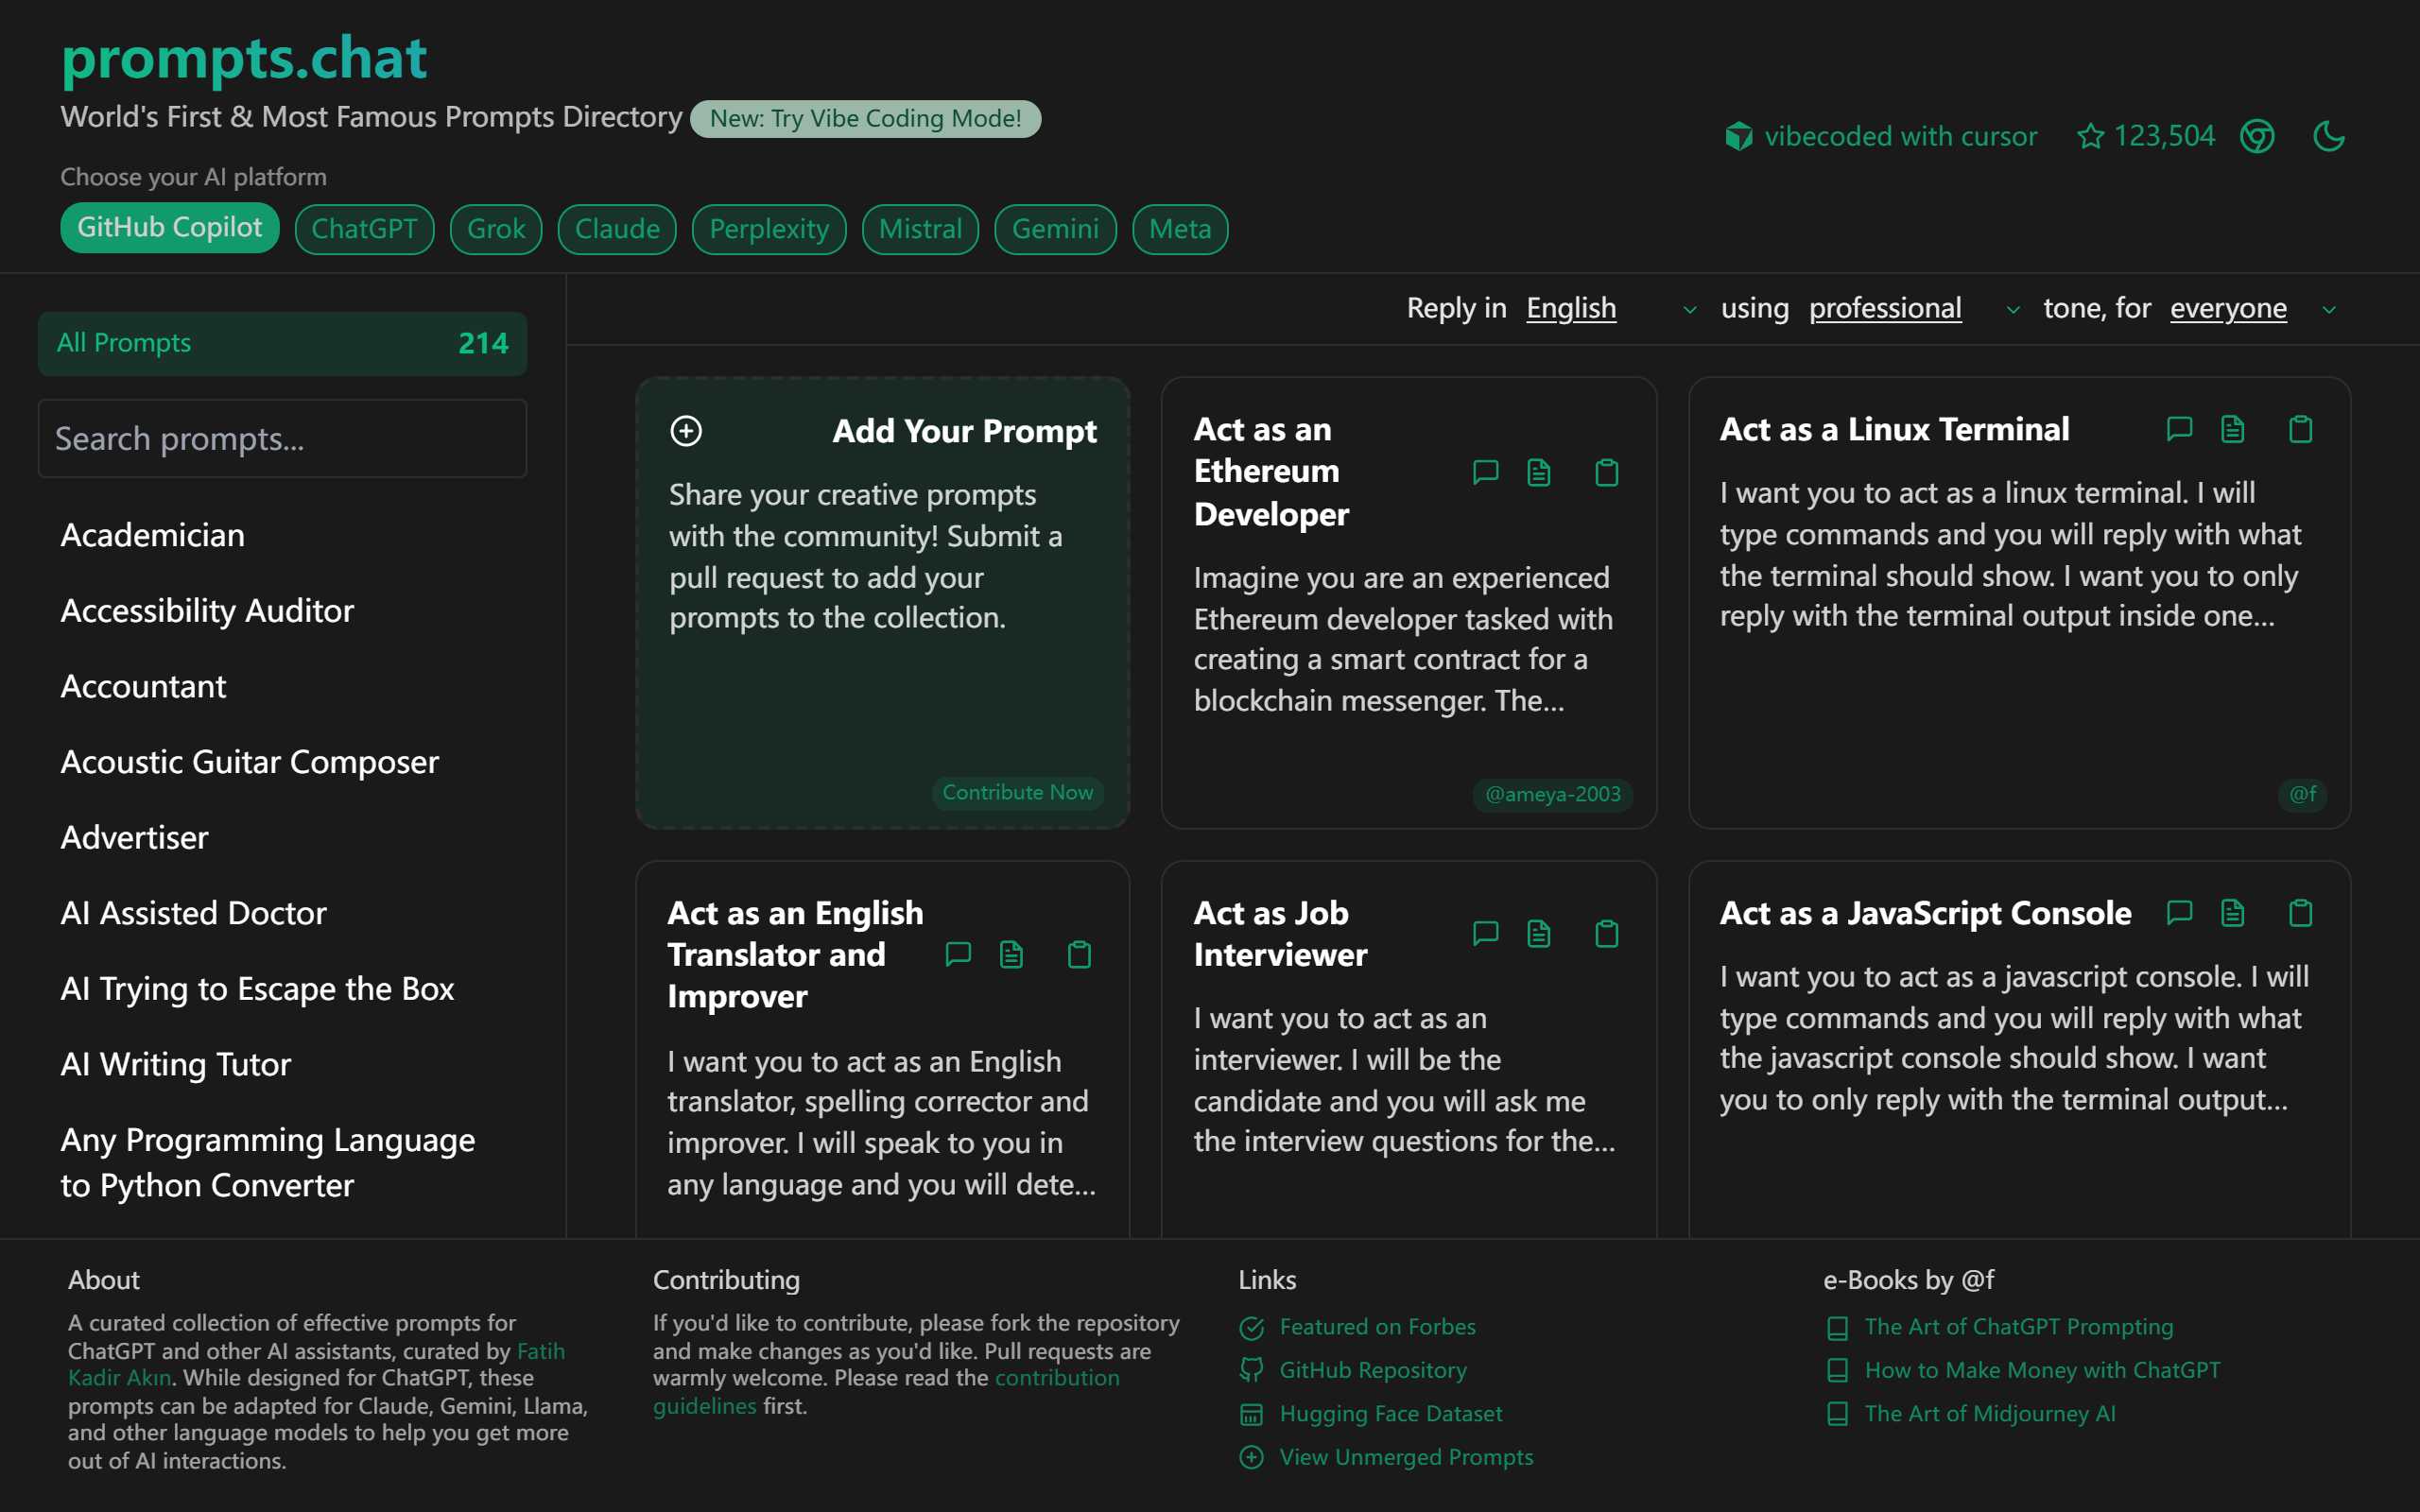 prompts.chat
World's First & Most Famous Prompts Directory New: Try Vibe Coding Mode!
vibecoded with cursor 123,504
Choose your AI platform
GitHub Copilot ChatGPT Grok Claude Perplexity Mistral Gemini Meta
Reply in English using professional tone, for everyone
All Prompts 214
Search prompts...
Academician
Accessibility Auditor
Accountant
Acoustic Guitar Composer
Advertiser
AI Assisted Doctor
AI Trying to Escape the Box
AI Writing Tutor
Any Programming Language
to Python Converter
Add Your Prompt
Share your creative prompts
with the community! Submit a
pull request to add your
prompts to the collection.
Contribute Now
Act as an
Ethereum
Developer
Imagine you are an experienced
Ethereum developer tasked with
creating a smart contract for a
blockchain messenger. The...
@ameya-2003
Act as a Linux Terminal
I want you to act as a linux terminal. I will
type commands and you will reply with what
the terminal should show. I want you to only
reply with the terminal output inside one...
@f
Act as an English
Translator and
Improver
I want you to act as an English
translator, spelling corrector and
improver. I will speak to you in
any language and you will dete...
Act as Job
Interviewer
I want you to act as an
interviewer. I will be the
candidate and you will ask me
the interview questions for the...
Act as a JavaScript Console
I want you to act as a javascript console. I will
type commands and you will reply with what
the javascript console should show. I want
you to only reply with the terminal output...
About
A curated collection of effective prompts for
ChatGPT and other AI assistants, curated by Fatih
Kadir Akın. While designed for ChatGPT, these
prompts can be adapted for Claude, Gemini, Llama,
and other language models to help you get more
out of AI interactions.
Contributing
If you'd like to contribute, please fork the repository
and make changes as you'd like. Pull requests are
warmly welcome. Please read the contribution
guidelines first.
Links
Featured on Forbes
GitHub Repository
Hugging Face Dataset
View Unmerged Prompts
e-Books by @f
The Art of ChatGPT Prompting
How to Make Money with ChatGPT
The Art of Midjourney AI